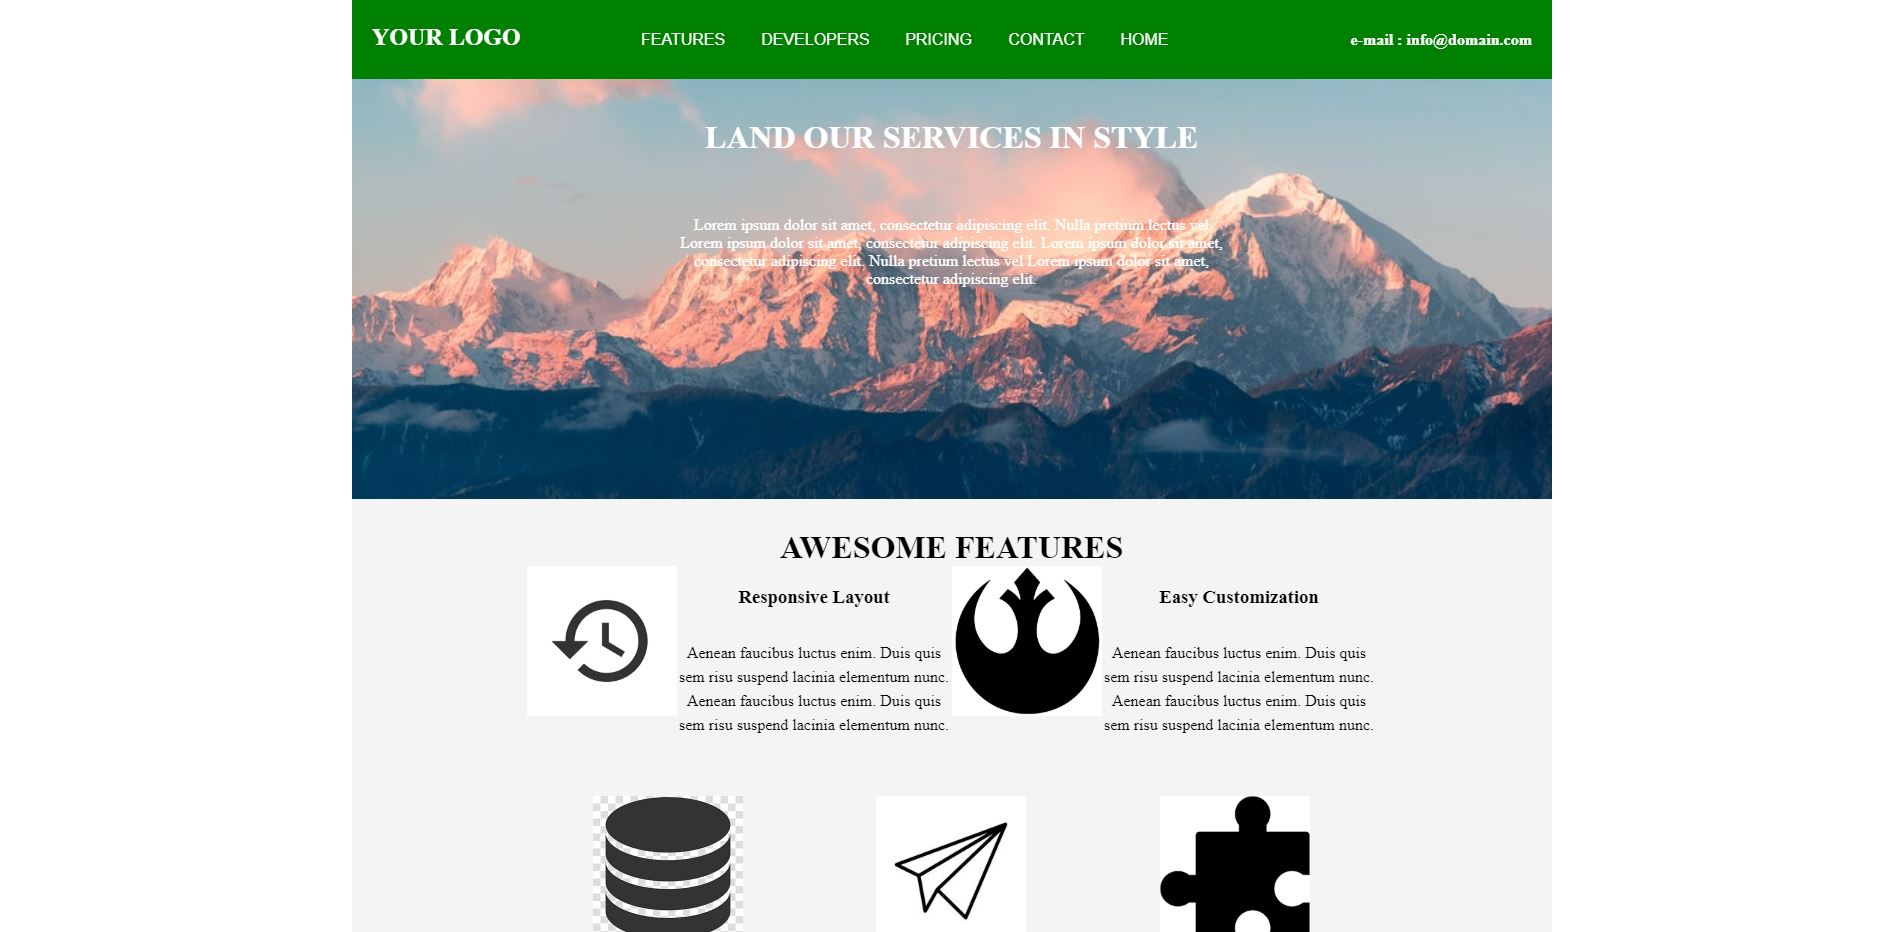 YOUR LOGO
FEATURES DEVELOPERS PRICING CONTACT HOME
e-mail : info@domain.com
LAND OUR SERVICES IN STYLE
Lorem ipsum dolor sit amet, consectetur adipiscing elit. Nulla pretium lectus vel
Lorem ipsum dolor sit amet, consectetur adipiscing elit. Lorem ipsum dolor sit amet,
consectetur adipiscing elit. Nulla pretium lectus vel Lorem ipsum dolor sit amet,
consectetur adipiscing elit.
AWESOME FEATURES
Responsive Layout
Aenean faucibus luctus enim. Duis quis
sem risu suspend lacinia elementum nunc.
Aenean faucibus luctus enim. Duis quis
sem risu suspend lacinia elementum nunc.
Easy Customization
Aenean faucibus luctus enim. Duis quis
sem risu suspend lacinia elementum nunc.
Aenean faucibus luctus enim. Duis quis
sem risu suspend lacinia elementum nunc.